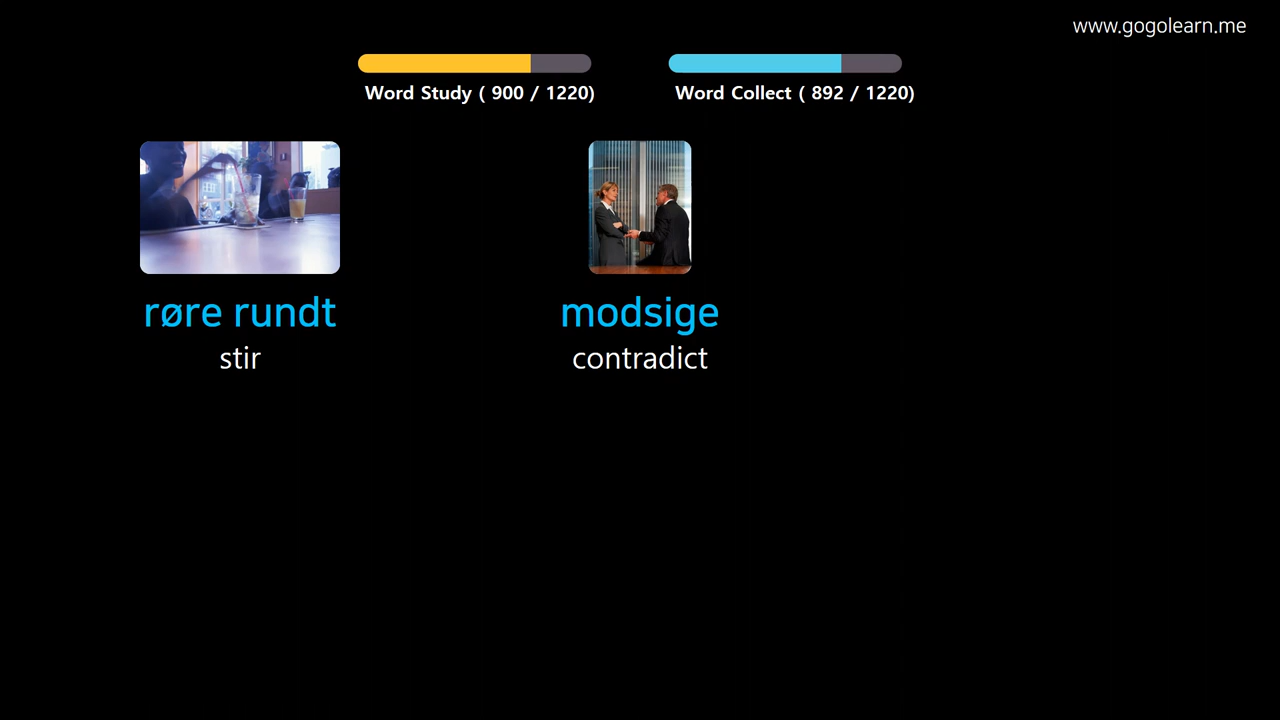 www.gogolearn.me
Word Study ( 900 / 1220)
Word Collect ( 892 / 1220)
røre rundt
stir
modsige
contradict